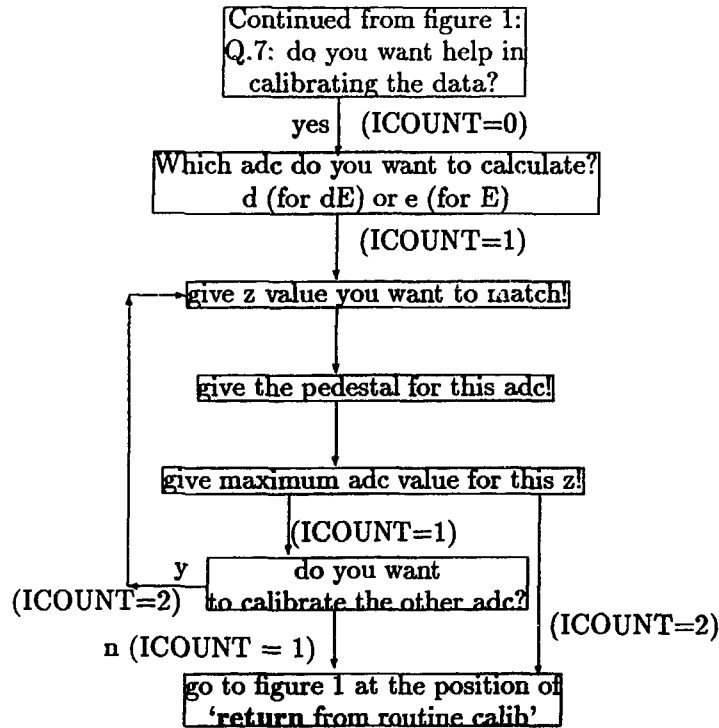 Continued from figure 1:
Q.7: do you want help in
calibrating the data?
yes (ICOUNT=0)
Which adc do you want to calculate?
d (for dE) or e (for E)
(ICOUNT=1)
give z value you want to match!
give the pedestal for this adc!
give maximum adc value for this z!
(ICOUNT=1)
do you want
to calibrate the other adc?
y
(ICOUNT=2)
(ICOUNT=2)
n (ICOUNT = 1)
go to figure 1 at the position of
‘return from routine calib’